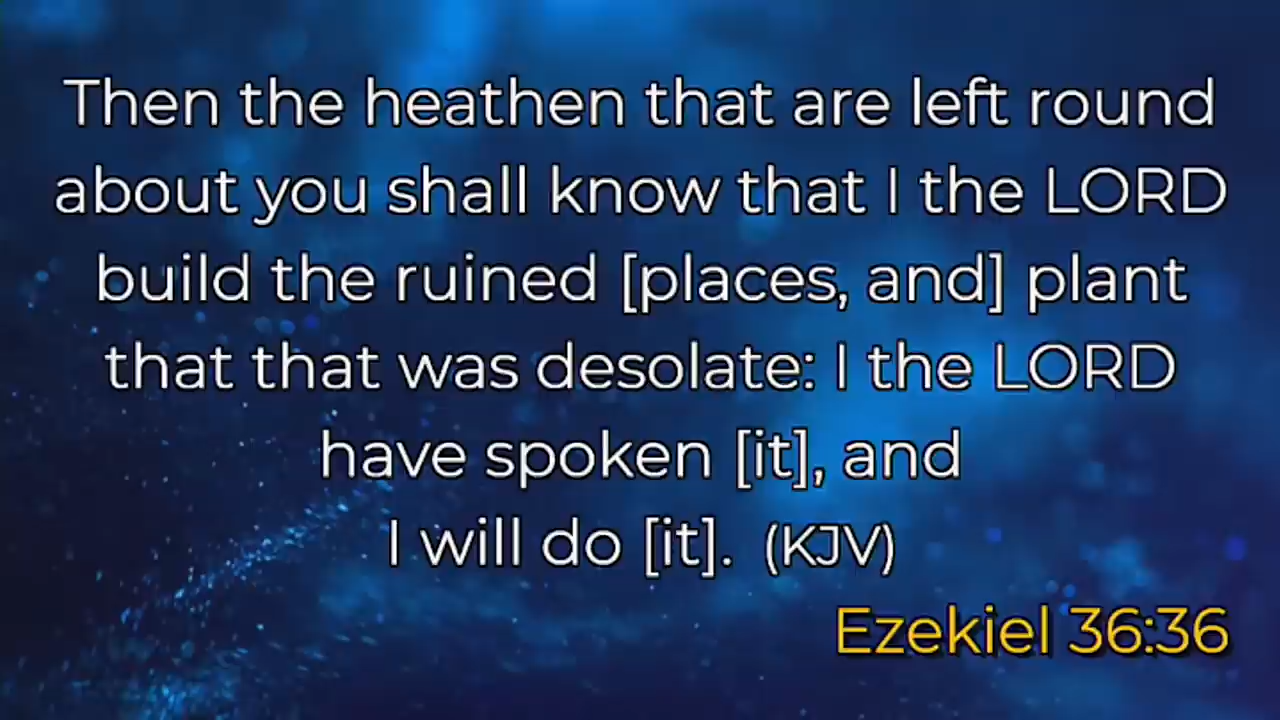 Then the heathen that are left round
about you shall know that I the LORD
build the ruined [places, and] plant
that that was desolate: I the LORD
have spoken [it], and
I will do [it]. (KJV)
Ezekiel 36:36